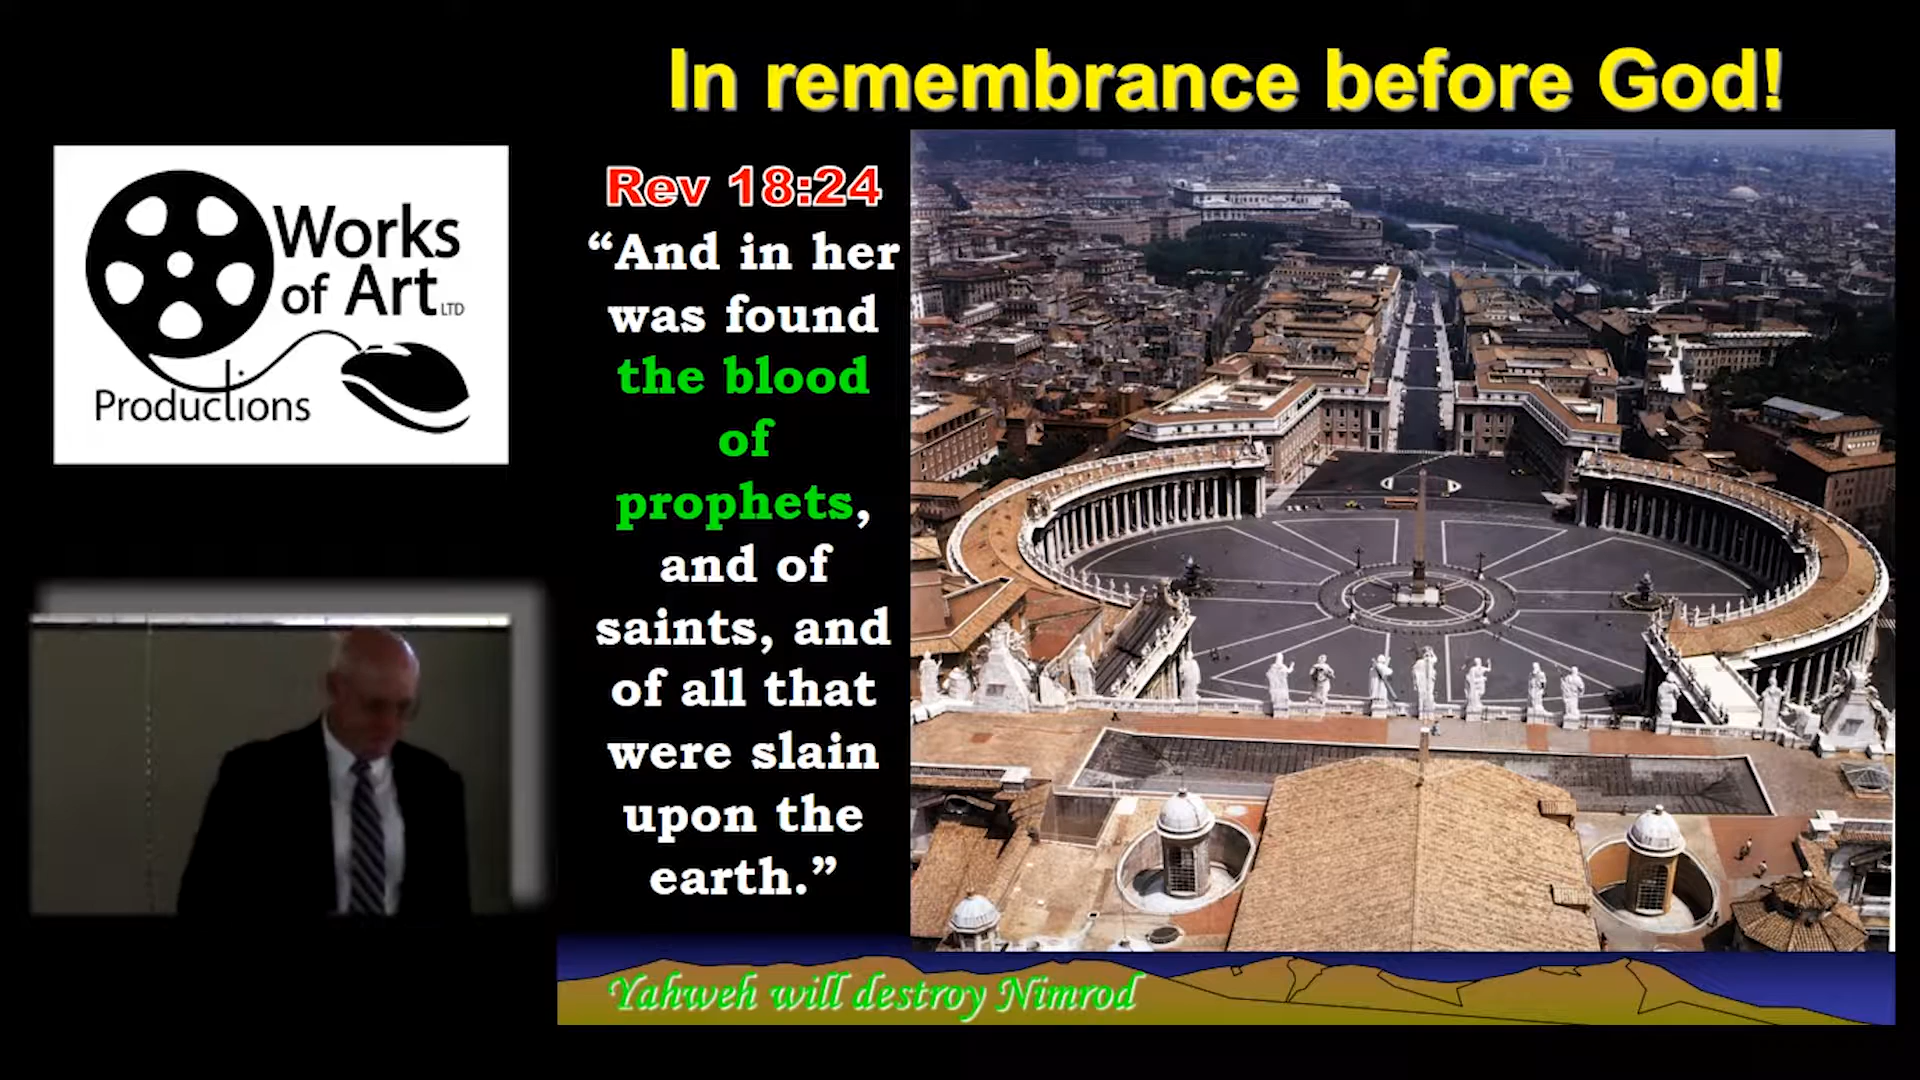 In remembrance before God!
Works
of Art LTD
Productions
Rev 18:24
“And in her
was found
the blood
of
prophets,
and of
saints, and
of all that
were slain
upon the
earth.”
Yahweh will destroy Nimrod